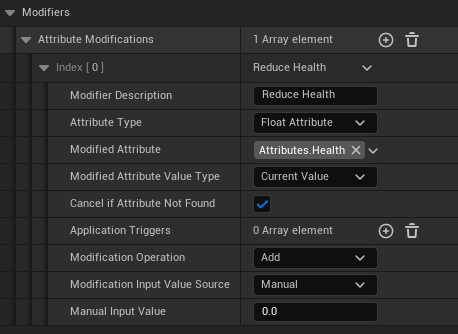 Modifiers
Attribute Modifications 1 Array element
Index [ 0 ] Reduce Health
Modifier Description Reduce Health
Attribute Type Float Attribute
Modified Attribute Attributes.Health
Modified Attribute Value Type Current Value
Cancel if Attribute Not Found
Application Triggers 0 Array element
Modification Operation Add
Modification Input Value Source Manual
Manual Input Value 0.0